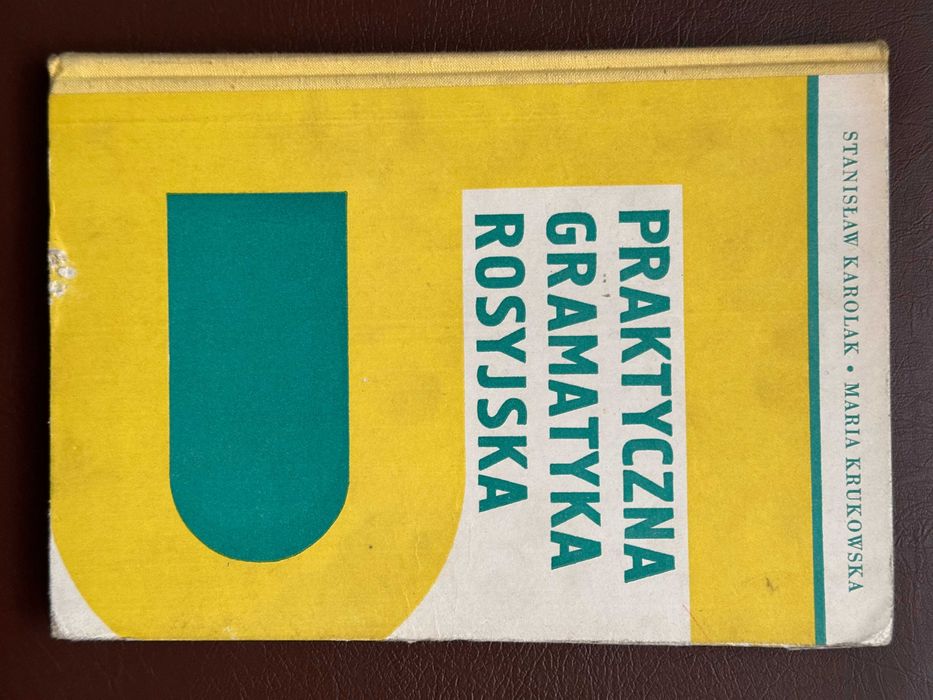 STANISŁAW KAROLAK • MARIA KRUKOWSKA
PRAKTYCZNA
GRAMATYKA
ROSYJSKA